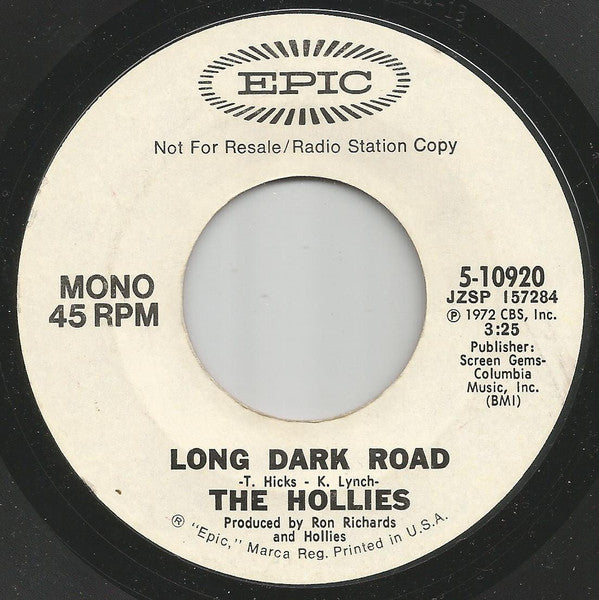 EPIC
Not For Resale/Radio Station Copy
MONO
45 RPM
5-10920
JZSP 157284
℗ 1972 CBS, Inc.
3:25
Publisher:
Screen Gems-
Columbia
Music, Inc.
(BMI)
LONG DARK ROAD
-T. Hicks - K. Lynch-
THE HOLLIES
Produced by Ron Richards
and Hollies
® "Epic," Marca Reg. Printed in U.S.A.